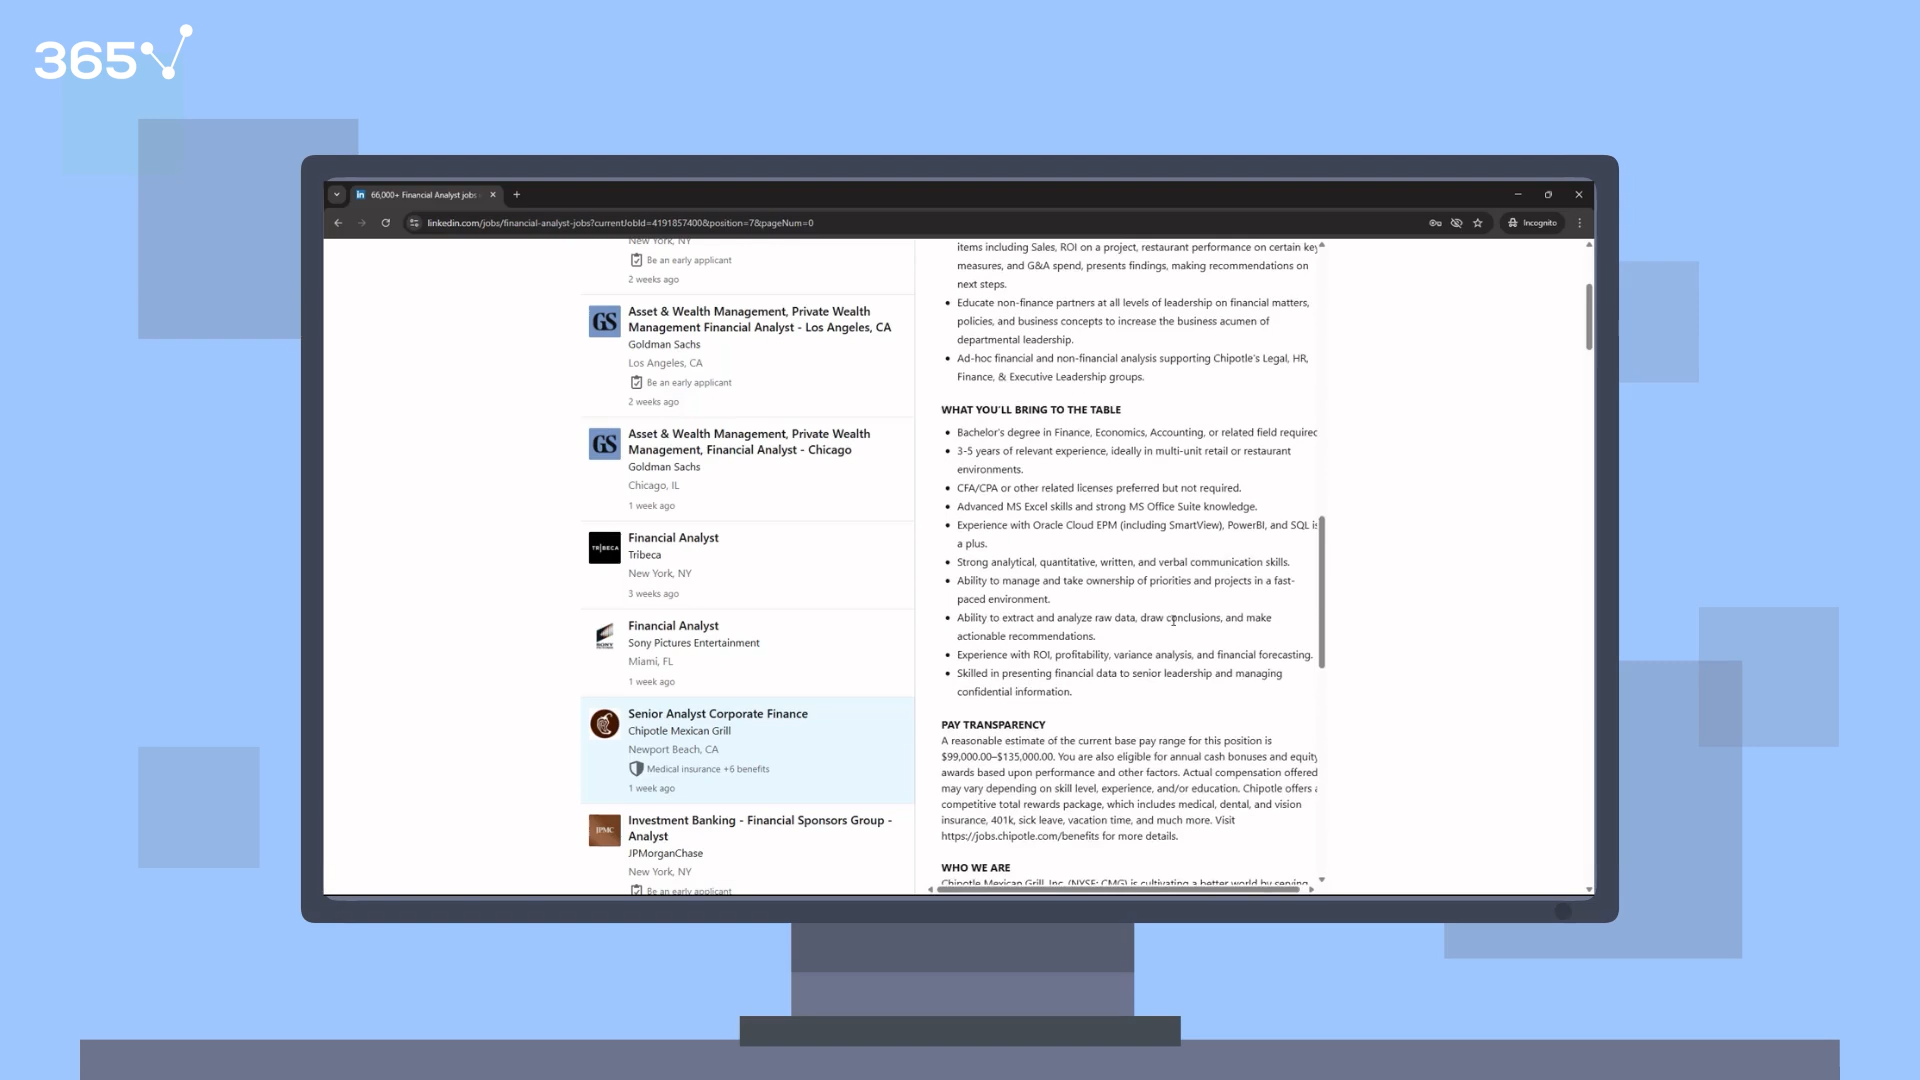 365
66,000+ Financial Analyst jobs
linkedin.com/jobs/financial-analyst-jobs?currentJobId=4191857400&position=7&pageNum=0
Incognito
New York, NY
Be an early applicant
2 weeks ago
GS
Asset & Wealth Management, Private Wealth
Management Financial Analyst - Los Angeles, CA
Goldman Sachs
Los Angeles, CA
Be an early applicant
2 weeks ago
GS
Asset & Wealth Management, Private Wealth
Management, Financial Analyst - Chicago
Goldman Sachs
Chicago, IL
1 week ago
TRIBECA
Financial Analyst
Tribeca
New York, NY
3 weeks ago
SONY
Financial Analyst
Sony Pictures Entertainment
Miami, FL
1 week ago
Senior Analyst Corporate Finance
Chipotle Mexican Grill
Newport Beach, CA
Medical insurance +6 benefits
1 week ago
JPMC
Investment Banking - Financial Sponsors Group -
Analyst
JPMorganChase
New York, NY
Be an early applicant
items including Sales, ROI on a project, restaurant performance on certain key
measures, and G&A spend, presents findings, making recommendations on
next steps.
• Educate non-finance partners at all levels of leadership on financial matters,
policies, and business concepts to increase the business acumen of
departmental leadership.
• Ad-hoc financial and non-financial analysis supporting Chipotle's Legal, HR,
Finance, & Executive Leadership groups.
WHAT YOU'LL BRING TO THE TABLE
• Bachelor's degree in Finance, Economics, Accounting, or related field required
• 3-5 years of relevant experience, ideally in multi-unit retail or restaurant
environments.
• CFA/CPA or other related licenses preferred but not required.
• Advanced MS Excel skills and strong MS Office Suite knowledge.
• Experience with Oracle Cloud EPM (including SmartView), PowerBI, and SQL is
a plus.
• Strong analytical, quantitative, written, and verbal communication skills.
• Ability to manage and take ownership of priorities and projects in a fast-
paced environment.
• Ability to extract and analyze raw data, draw conclusions, and make
actionable recommendations.
• Experience with ROI, profitability, variance analysis, and financial forecasting.
• Skilled in presenting financial data to senior leadership and managing
confidential information.
PAY TRANSPARENCY
A reasonable estimate of the current base pay range for this position is
$99,000.00–$135,000.00. You are also eligible for annual cash bonuses and equity
awards based upon performance and other factors. Actual compensation offered
may vary depending on skill level, experience, and/or education. Chipotle offers a
competitive total rewards package, which includes medical, dental, and vision
insurance, 401k, sick leave, vacation time, and much more. Visit
https://jobs.chipotle.com/benefits for more details.
WHO WE ARE
Chipotle Mexican Grill, Inc. (NYSE: CMG) is cultivating a better world by serving